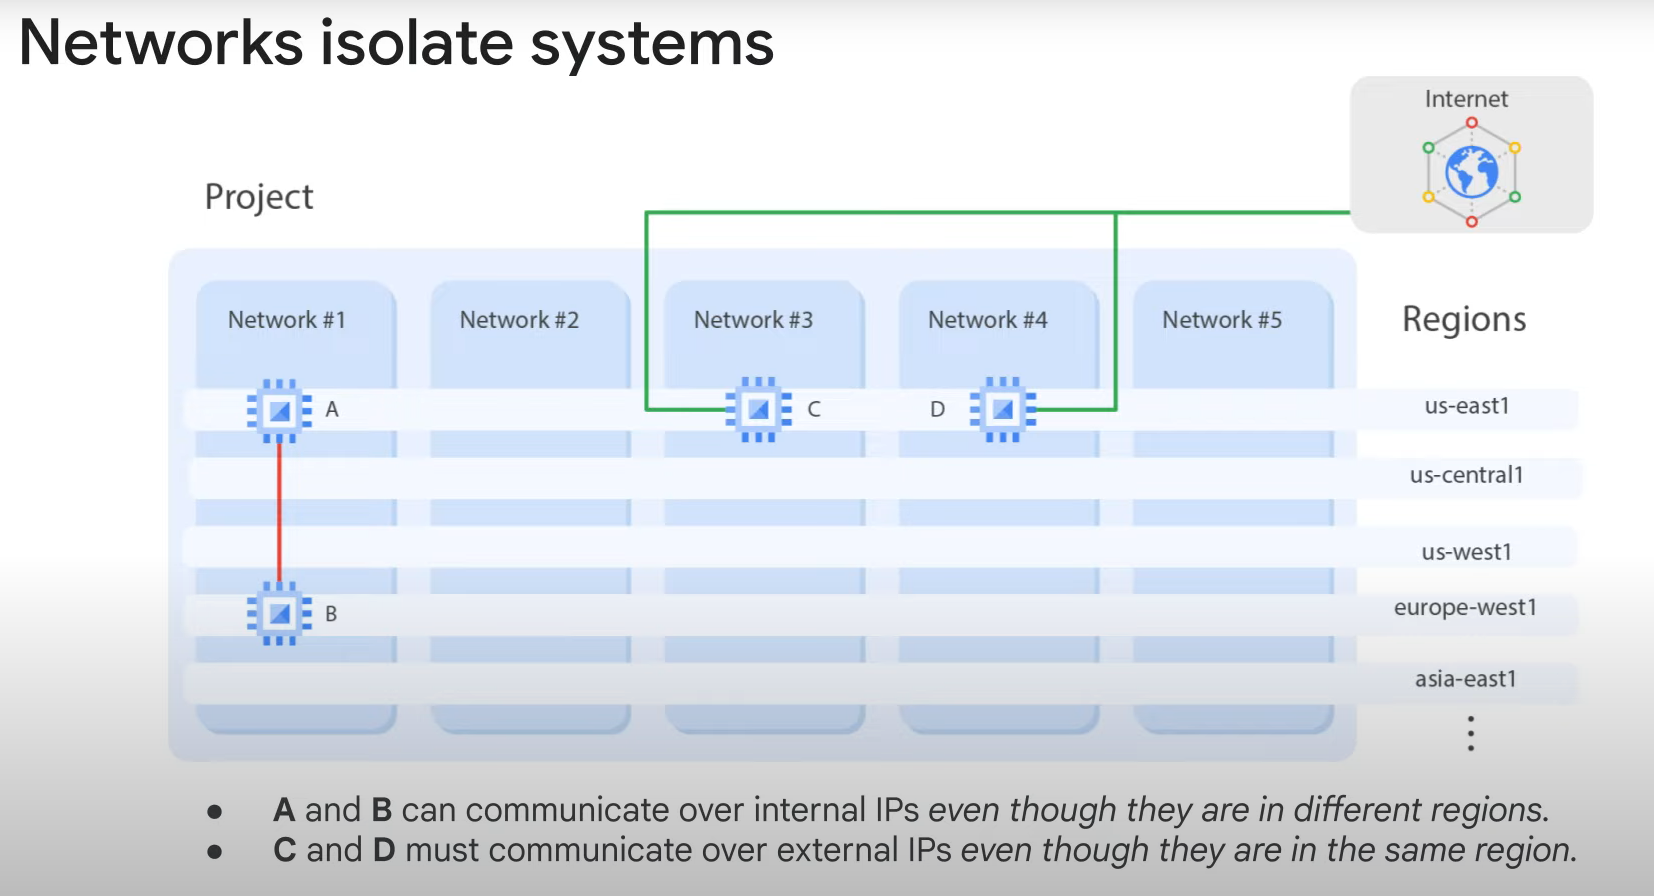 Networks isolate systems
Internet
Project
Network #1
Network #2
Network #3
Network #4
Network #5
Regions
A
C
D
us-east1
us-central1
us-west1
B
europe-west1
asia-east1
● A and B can communicate over internal IPs even though they are in different regions.
● C and D must communicate over external IPs even though they are in the same region.